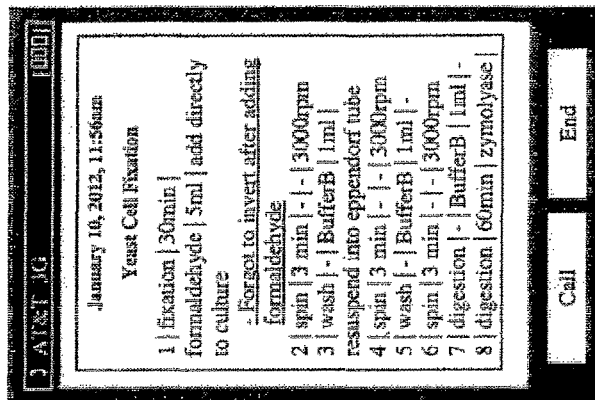 AT&T 3G
January 10, 2012, 11:56am
Yeast Cell Fixation
1 | fixation | 30min |
formaldehyde | 5ml | add directly
to culture
- Forgot to invert after adding
formaldehyde
2 | spin | 3 min | - | - | 3000rpm
3 | wash | - | BufferB | 1ml |
resuspend into eppendorf tube
4 | spin | 3 min | - | - | 3000rpm
5 | wash | - | BufferB | 1ml | -
6 | spin | 3 min | - | - | 3000rpm
7 | digestion | - | BufferB | 1ml | -
8 | digestion | 60min | zymolyase |
Call
End